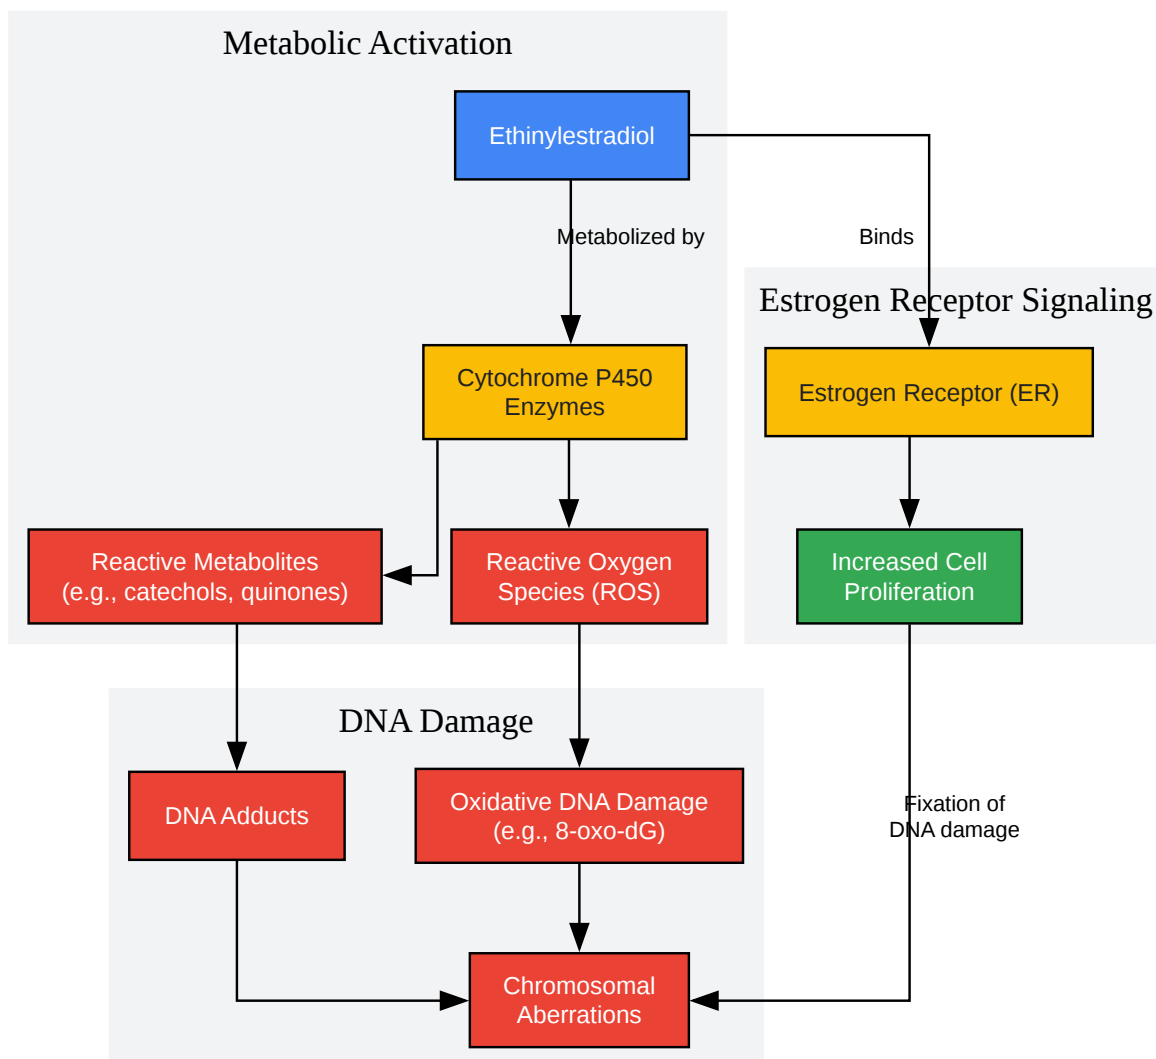 Metabolic Activation
Ethinylestradiol
Metabolized by
Binds
Estrogen Receptor Signaling
Cytochrome P450
Enzymes
Estrogen Receptor (ER)
Reactive Metabolites
(e.g., catechols, quinones)
Reactive Oxygen
Species (ROS)
Increased Cell
Proliferation
DNA Damage
DNA Adducts
Oxidative DNA Damage
(e.g., 8-oxo-dG)
Fixation of
DNA damage
Chromosomal
Aberrations